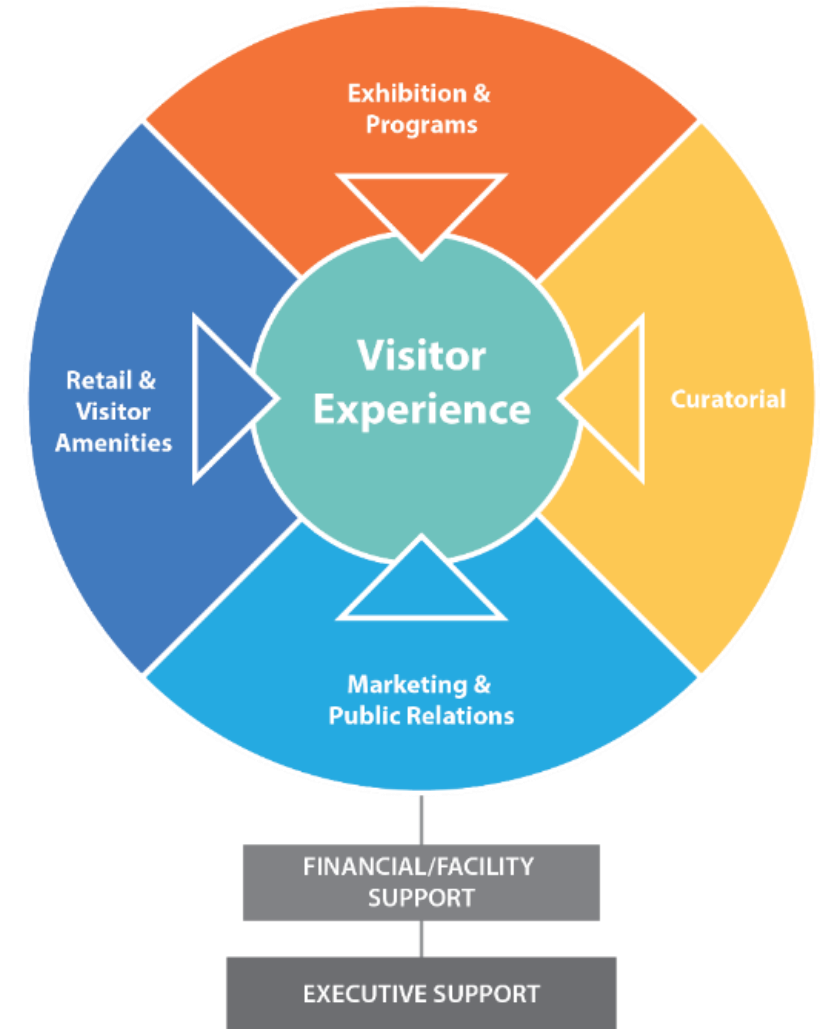 Exhibition &
Programs
Visitor
Experience
Retail &
Visitor
Amenities
Curatorial
Marketing &
Public Relations
FINANCIAL/FACILITY
SUPPORT
EXECUTIVE SUPPORT